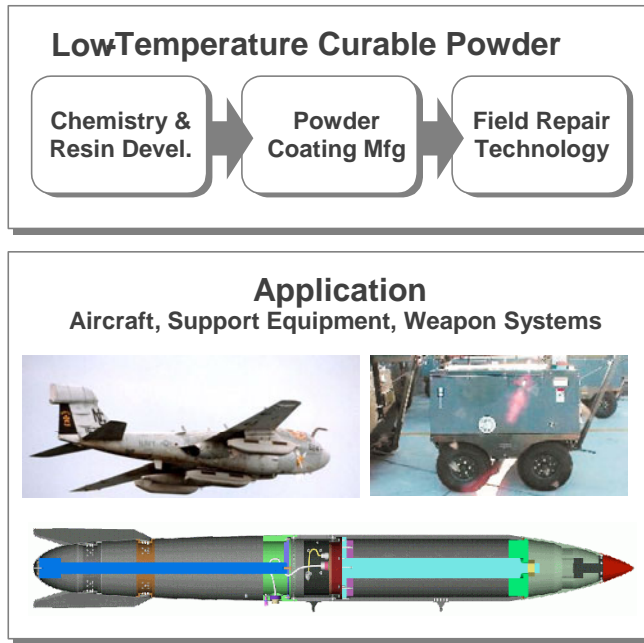 Low-Temperature Curable Powder
Chemistry &
Resin Devel.
Powder
Coating Mfg
Field Repair
Technology
Application
Aircraft, Support Equipment, Weapon Systems